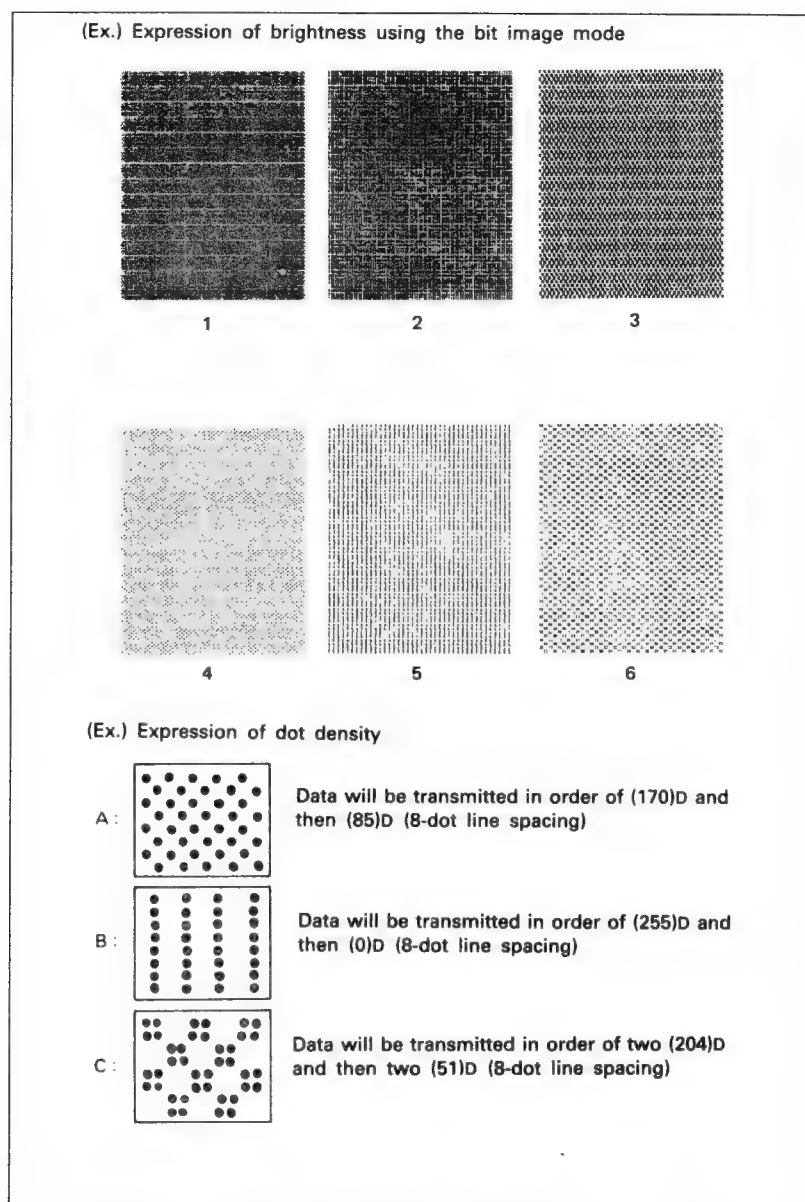 (Ex.) Expression of brightness using the bit image mode
1 2 3
4 5 6
(Ex.) Expression of dot density
A : Data will be transmitted in order of (170)D and
then (85)D (8-dot line spacing)
B : Data will be transmitted in order of (255)D and
then (0)D (8-dot line spacing)
C : Data will be transmitted in order of two (204)D
and then two (51)D (8-dot line spacing)